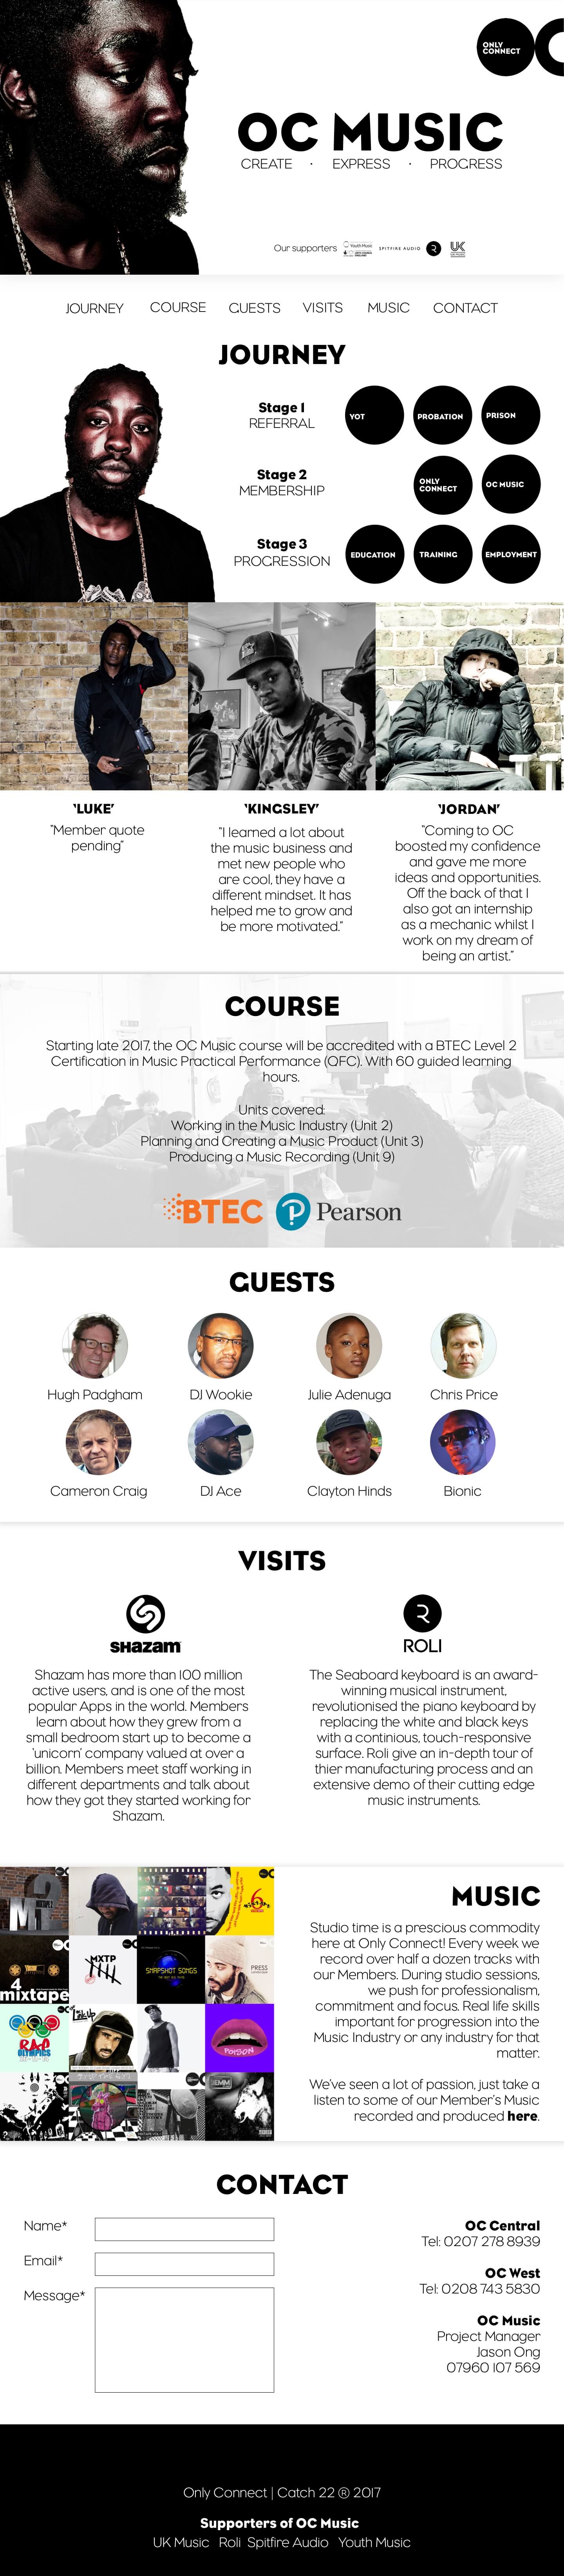 ONLY
CONNECT
OC MUSIC
CREATE · EXPRESS · PROGRESS
Our supporters
Youth Music
SPITFIRE AUDIO
UK
JOURNEY COURSE GUESTS VISITS MUSIC CONTACT
JOURNEY
Stage 1
REFERRAL
YOT
PROBATION
PRISON
Stage 2
MEMBERSHIP
ONLY
CONNECT
OC MUSIC
Stage 3
PROGRESSION
EDUCATION
TRAINING
EMPLOYMENT
'LUKE'
"Member quote
pending"
'KINGSLEY'
"I learned a lot about
the music business and
met new people who
are cool, they have a
different mindset. It has
helped me to grow and
be more motivated."
'JORDAN'
"Coming to OC
boosted my confidence
and gave me more
ideas and opportunities.
Off the back of that I
also got an internship
as a mechanic whilst I
work on my dream of
being an artist."
COURSE
Starting late 2017, the OC Music course will be accredited with a BTEC Level 2
Certification in Music Practical Performance (QFC). With 60 guided learning
hours.
Units covered:
Working in the Music Industry (Unit 2)
Planning and Creating a Music Product (Unit 3)
Producing a Music Recording (Unit 9)
BTEC
Pearson
GUESTS
Hugh Padgham
DJ Wookie
Julie Adenuga
Chris Price
Cameron Craig
DJ Ace
Clayton Hinds
Bionic
VISITS
SHAZAM
Shazam has more than 100 million
active users, and is one of the most
popular Apps in the world. Members
learn about how they grew from a
small bedroom start up to become a
'unicorn' company valued at over a
billion. Members meet staff working in
different departments and talk about
how they got they started working for
Shazam.
ROLI
The Seaboard keyboard is an award-
winning musical instrument,
revolutionised the piano keyboard by
replacing the white and black keys
with a continious, touch-responsive
surface. Roli give an in-depth tour of
thier manufacturing process and an
extensive demo of their cutting edge
music instruments.
6
4
mixtape
MXTP
SNAPSHOT SONGS
PRESS
RAP
OLYMPICS
POISON
MUSIC
Studio time is a prescious commodity
here at Only Connect! Every week we
record over half a dozen tracks with
our Members. During studio sessions,
we push for professionalism,
commitment and focus. Real life skills
important for progression into the
Music Industry or any industry for that
matter.
We've seen a lot of passion, just take a
listen to some of our Member's Music
recorded and produced here.
CONTACT
Name*
Email*
Message*
OC Central
Tel: 0207 278 8939
OC West
Tel: 0208 743 5830
OC Music
Project Manager
Jason Ong
07960 107 569
Only Connect | Catch 22 ® 2017
Supporters of OC Music
UK Music Roli Spitfire Audio Youth Music